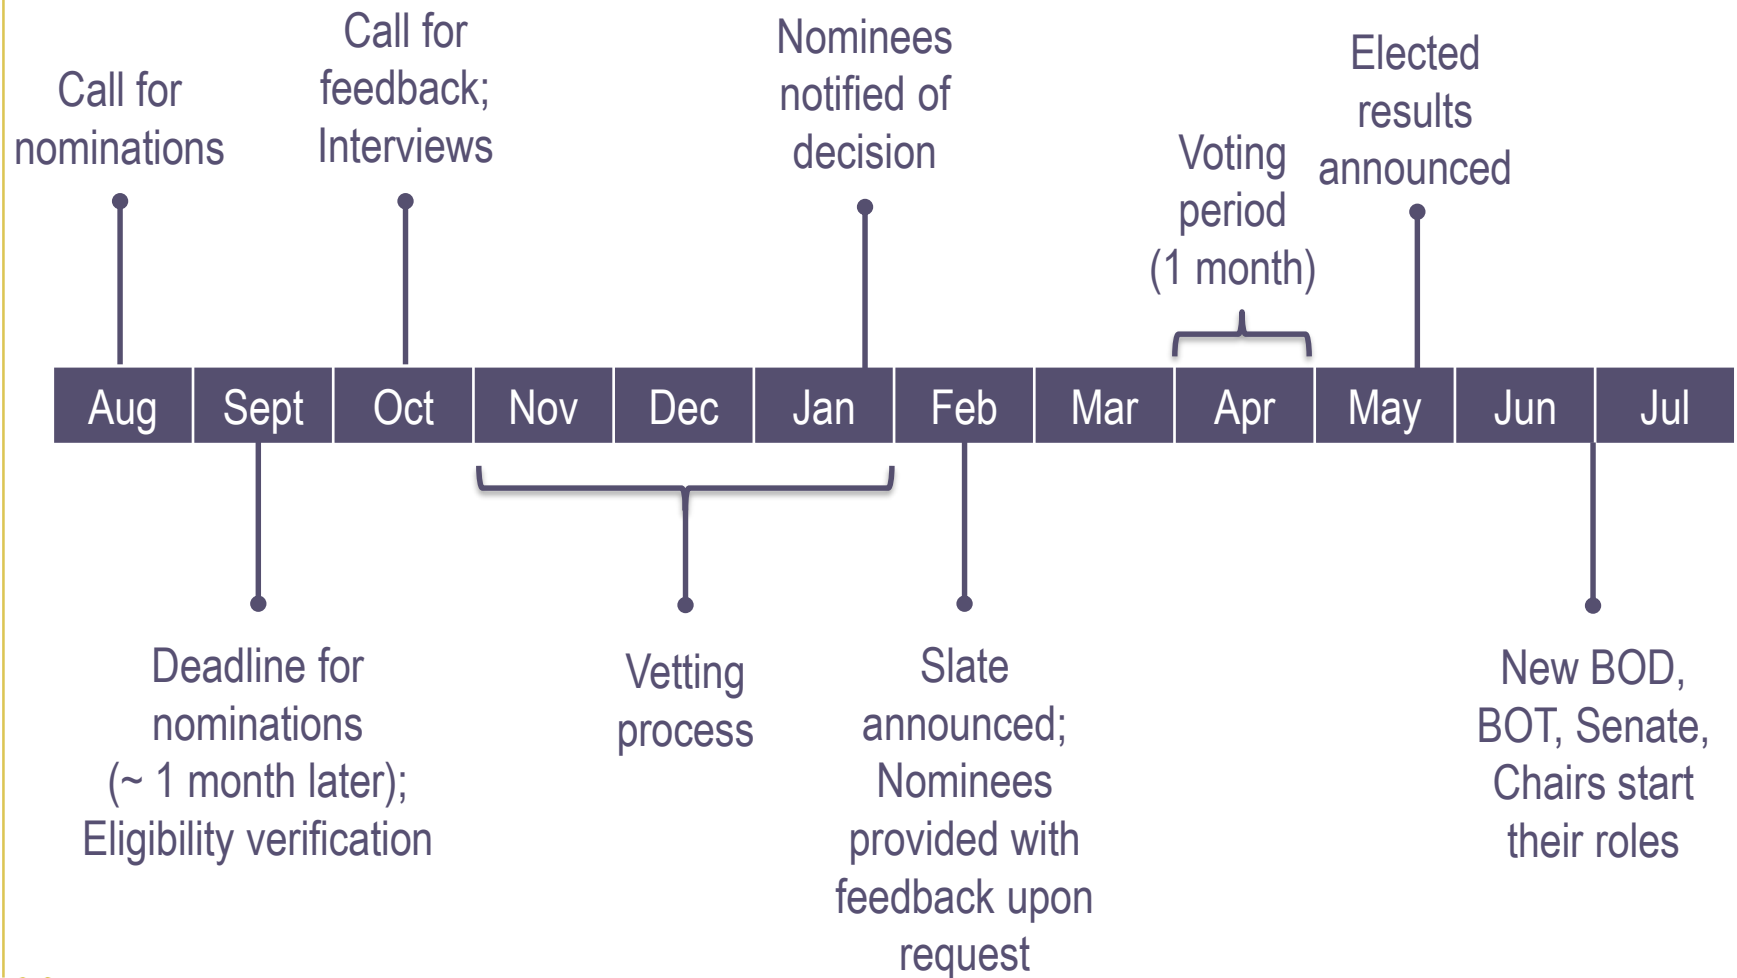 Call for
nominations
Call for
feedback;
Interviews
Nominees
notified of
decision
Voting
period
(1 month)
Elected
results
announced
Aug
Sept
Oct
Nov
Dec
Jan
Feb
Mar
Apr
May
Jun
Jul
Deadline for
nominations
(~ 1 month later);
Eligibility verification
Vetting
process
Slate
announced;
Nominees
provided with
feedback upon
request
New BOD,
BOT, Senate,
Chairs start
their roles